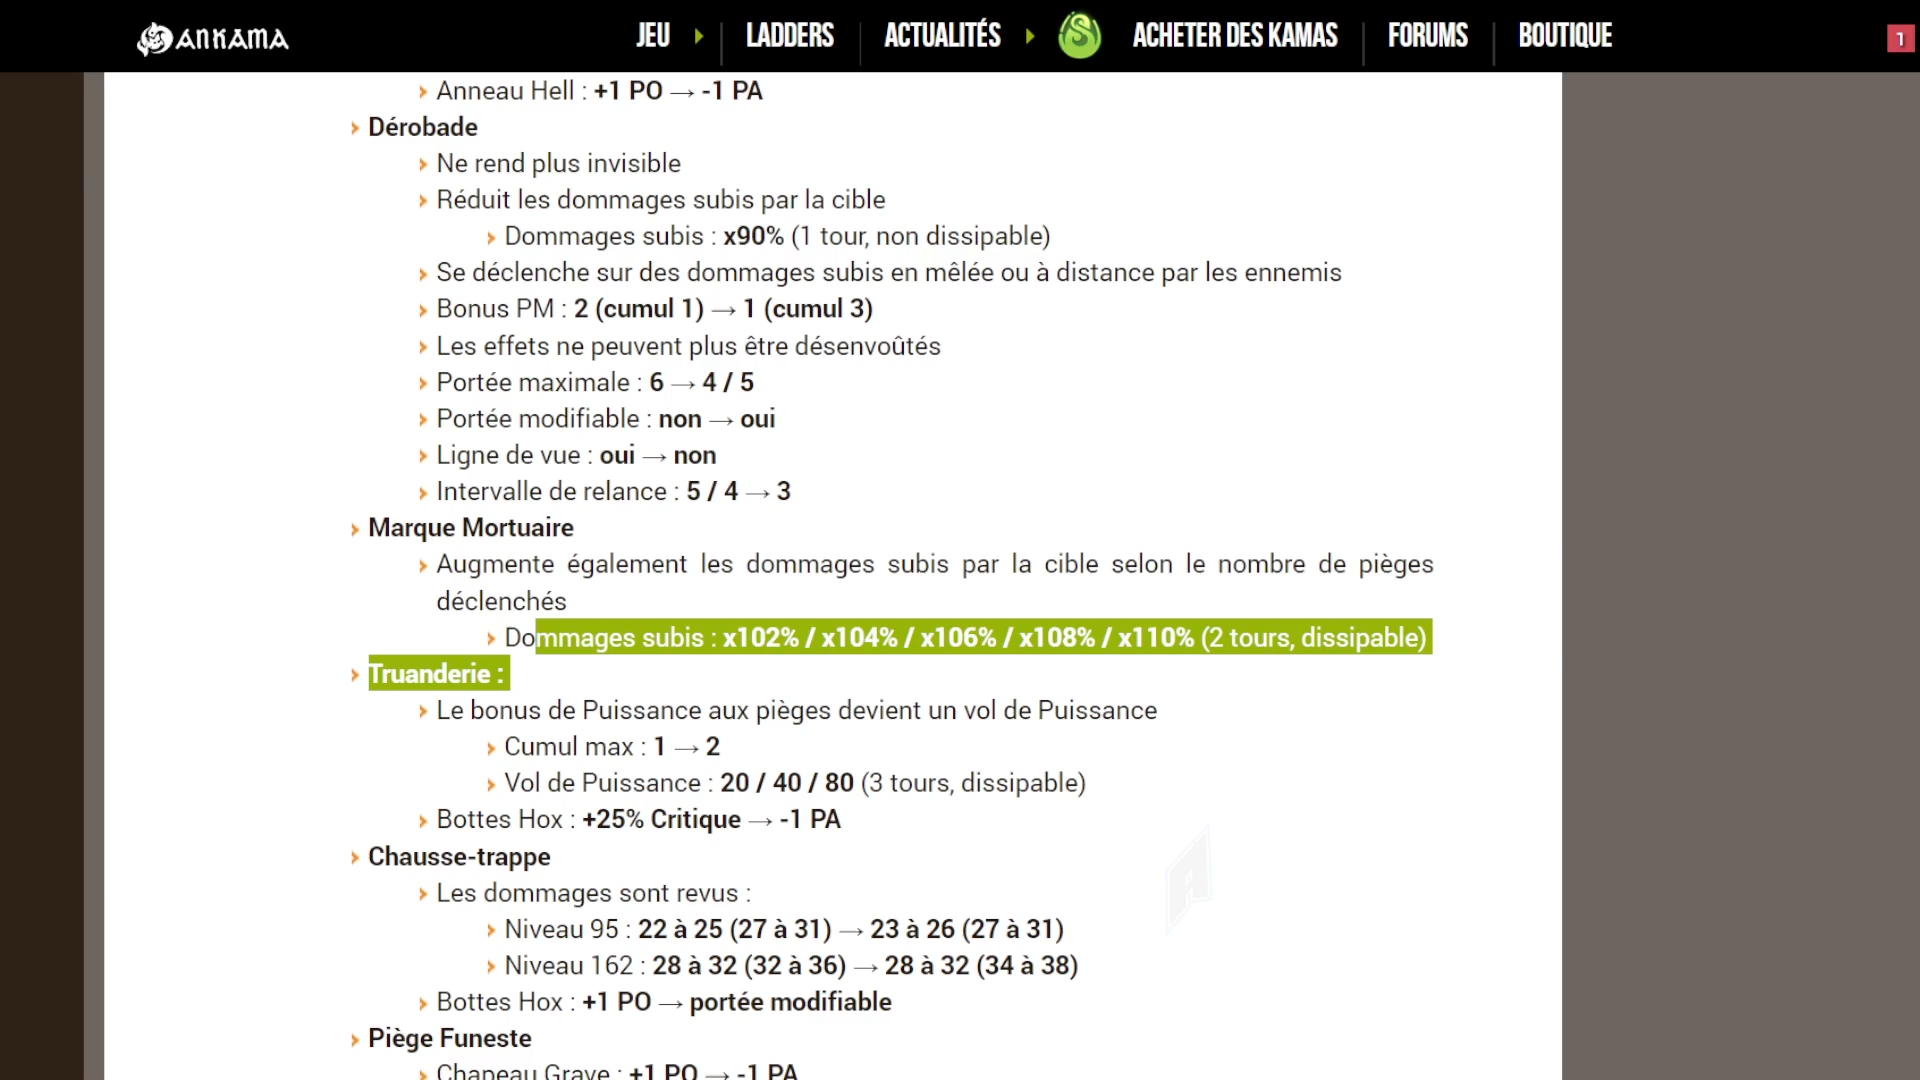 ANKAMA
JEU
LADDERS
ACTUALITÉS
ACHETER DES KAMAS
FORUMS
BOUTIQUE
1
Anneau Hell : +1 PO → -1 PA
Dérobade
Ne rend plus invisible
Réduit les dommages subis par la cible
Dommages subis : x90% (1 tour, non dissipable)
Se déclenche sur des dommages subis en mêlée ou à distance par les ennemis
Bonus PM : 2 (cumul 1) → 1 (cumul 3)
Les effets ne peuvent plus être désenvoûtés
Portée maximale : 6 → 4 / 5
Portée modifiable : non → oui
Ligne de vue : oui → non
Intervalle de relance : 5 / 4 → 3
Marque Mortuaire
Augmente également les dommages subis par la cible selon le nombre de pièges
déclenchés
Dommages subis : x102% / x104% / x106% / x108% / x110% (2 tours, dissipable)
Truanderie :
Le bonus de Puissance aux pièges devient un vol de Puissance
Cumul max : 1 → 2
Vol de Puissance : 20 / 40 / 80 (3 tours, dissipable)
Bottes Hox : +25% Critique → -1 PA
Chausse-trappe
Les dommages sont revus :
Niveau 95 : 22 à 25 (27 à 31) → 23 à 26 (27 à 31)
Niveau 162 : 28 à 32 (32 à 36) → 28 à 32 (34 à 38)
Bottes Hox : +1 PO → portée modifiable
Piège Funeste
Chapeau Grave : +1 PO → -1 PA